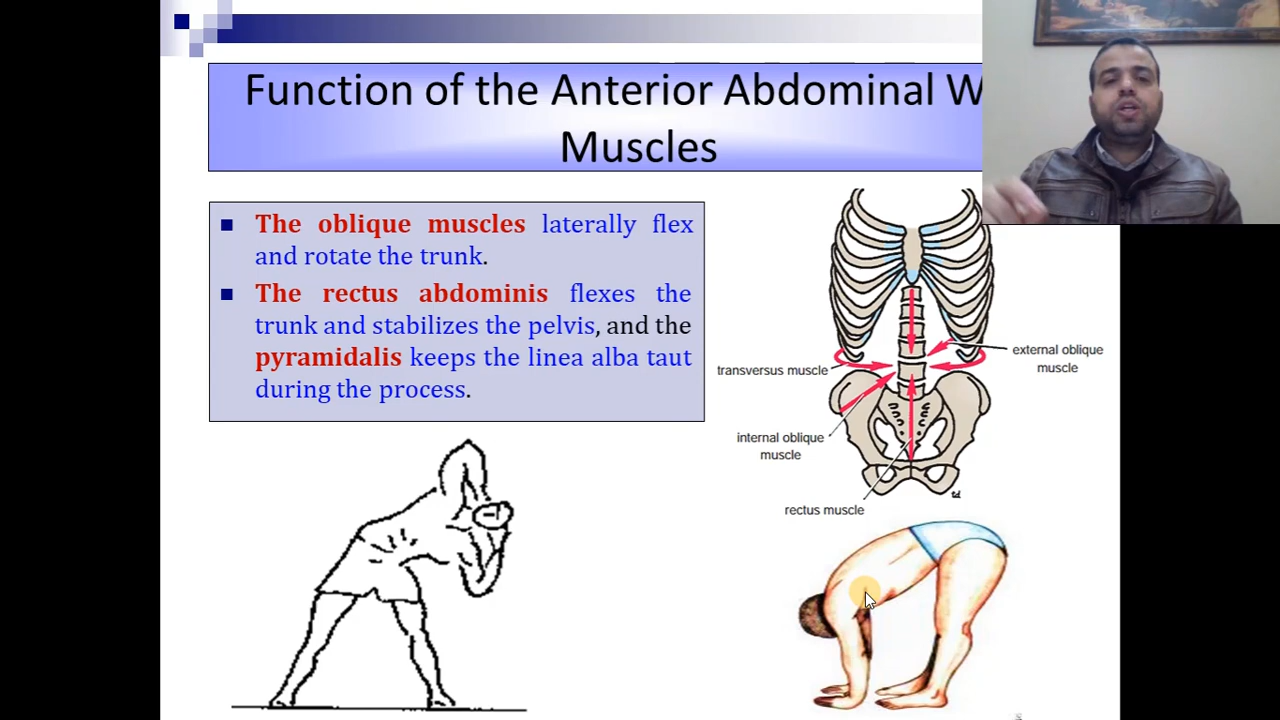 Function of the Anterior Abdominal W
Muscles
The oblique muscles laterally flex
and rotate the trunk.
The rectus abdominis flexes the
trunk and stabilizes the pelvis, and the
pyramidalis keeps the linea alba taut
during the process.
external oblique
muscle
transversus muscle
internal oblique
muscle
rectus muscle